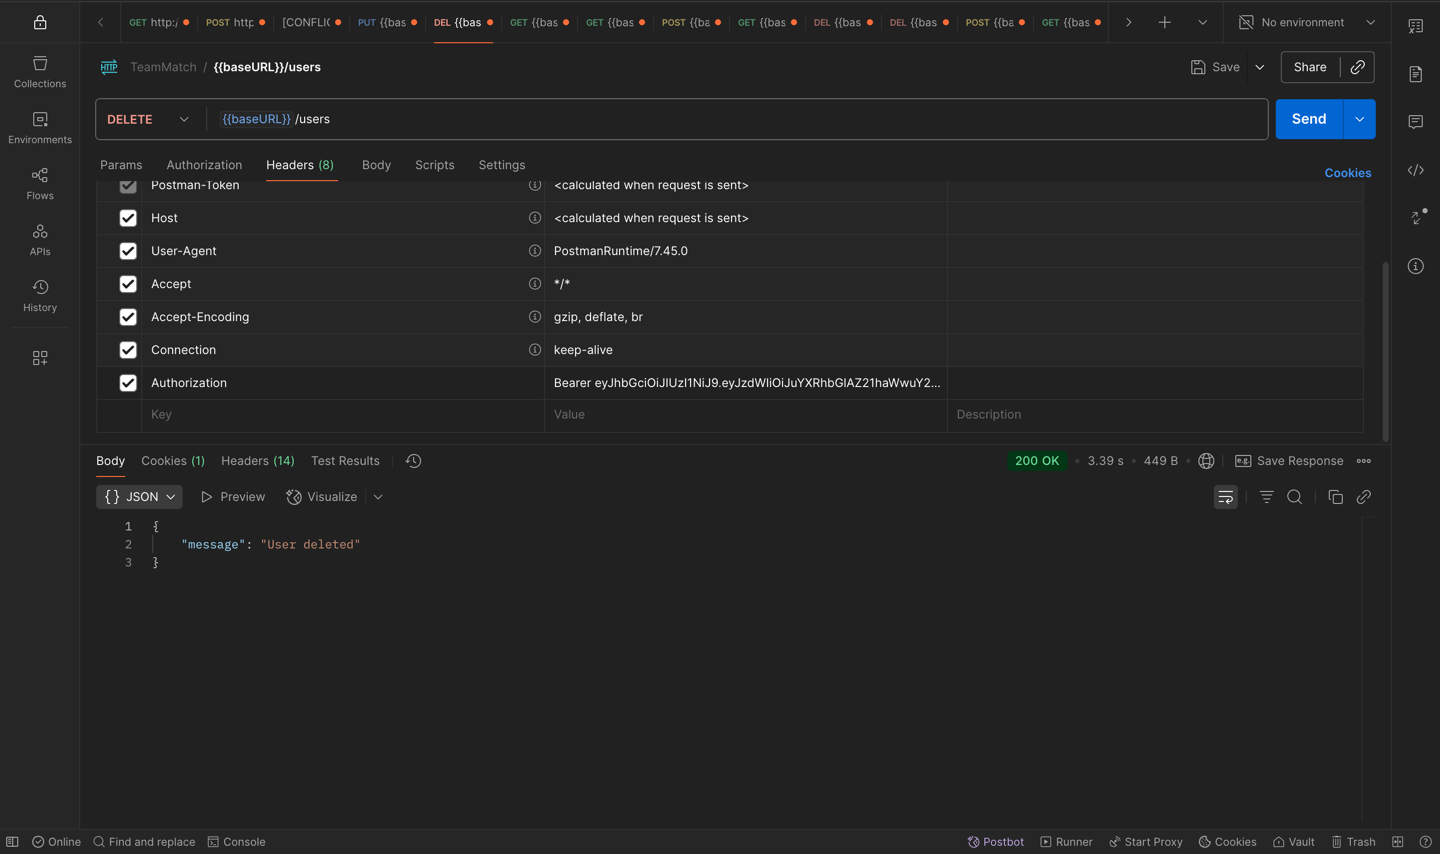 GET http:/ POST http [CONFLIC PUT {{bas DEL {{bas GET {{bas GET {{bas POST {{ba GET {{bas DEL {{bas DEL {{bas POST {{ba GET {{bas No environment
TeamMatch / {{baseURL}}/users Save Share
DELETE {{baseURL}} /users Send
Params Authorization Headers (8) Body Scripts Settings Cookies
Collections
Environments
Flows
APIs
History
Postman-Token <calculated when request is sent>
Host <calculated when request is sent>
User-Agent PostmanRuntime/7.45.0
Accept */*
Accept-Encoding gzip, deflate, br
Connection keep-alive
Authorization Bearer eyJhbGciOiJIUzI1NiJ9.eyJzdWIiOiJuYXRhbGlAZ21haWwuY2...
Key Value Description
Body Cookies (1) Headers (14) Test Results 200 OK • 3.39 s • 449 B • e.g. Save Response
{} JSON Preview Visualize
1 {
2 "message": "User deleted"
3 }
Online Find and replace Console Postbot Runner Start Proxy Cookies Vault Trash